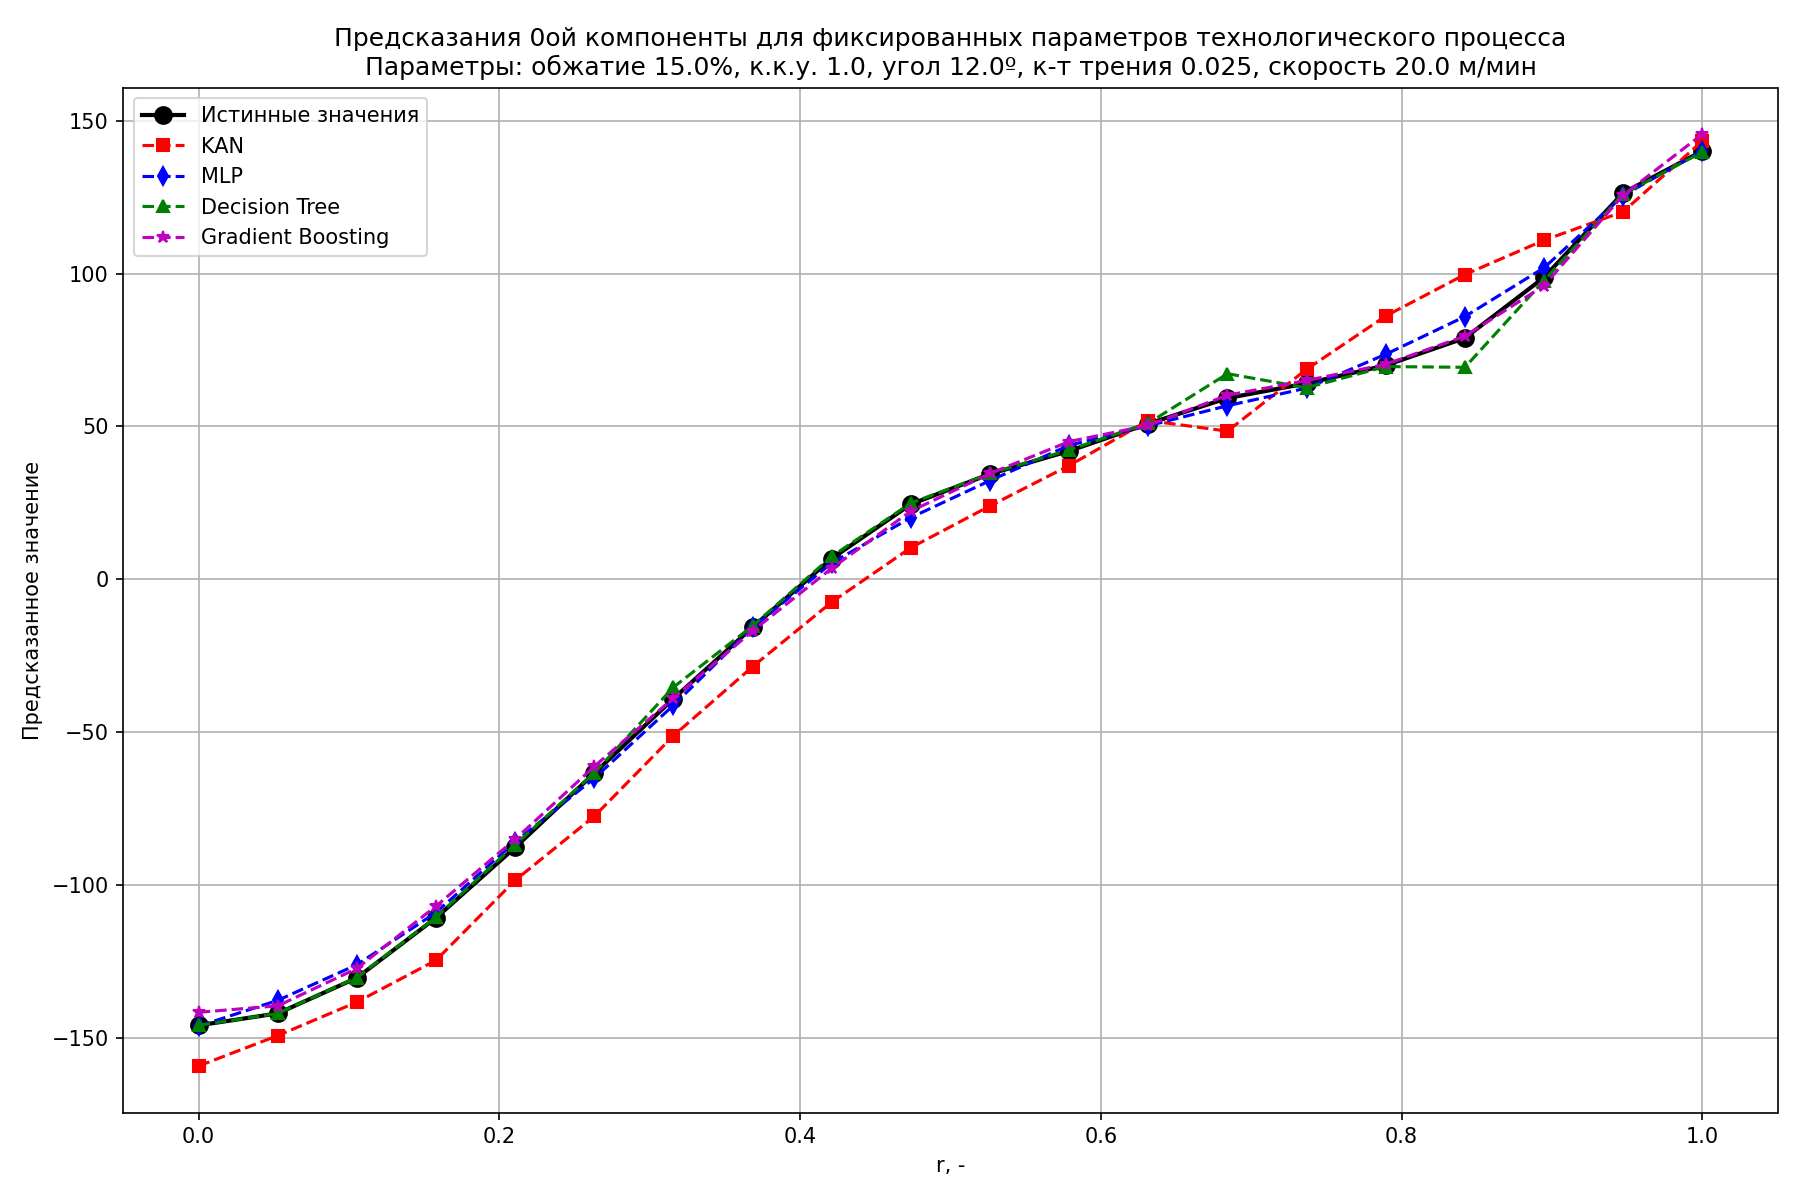 Предсказания 0ой компоненты для фиксированных параметров технологического процесса
Параметры: обжатие 15.0%, к.к.у. 1.0, угол 12.0º, к-т трения 0.025, скорость 20.0 м/мин
Истинные значения
KAN
MLP
Decision Tree
Gradient Boosting
Предсказанное значение
150
100
50
0
−50
−100
−150
0.0
0.2
0.4
0.6
0.8
1.0
r, -